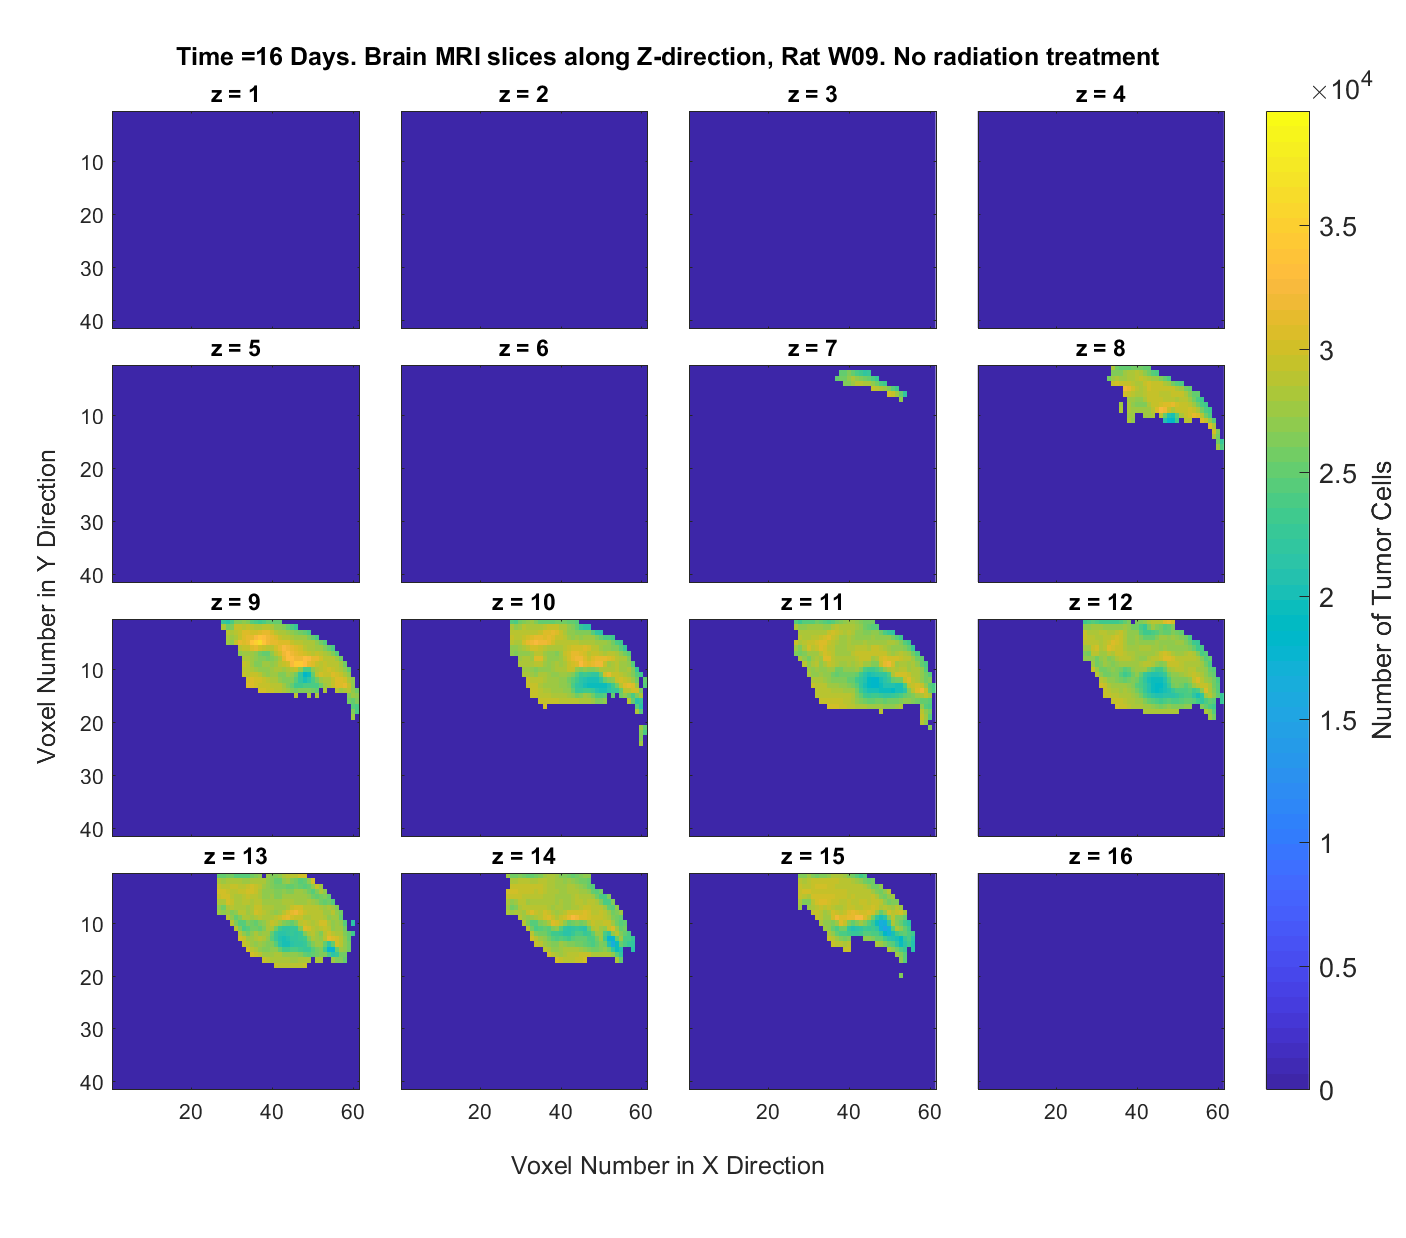 Time =16 Days. Brain MRI slices along Z-direction, Rat W09. No radiation treatment
×10⁴
z = 1 z = 2 z = 3 z = 4
10
20
30
40
z = 5 z = 6 z = 7 z = 8
10
20
30
40
z = 9 z = 10 z = 11 z = 12
10
20
30
40
z = 13 z = 14 z = 15 z = 16
10
20
30
40
20 40 60 20 40 60 20 40 60 20 40 60
Voxel Number in X Direction
Voxel Number in Y Direction
3.5
3
2.5
2
1.5
1
0.5
0
Number of Tumor Cells